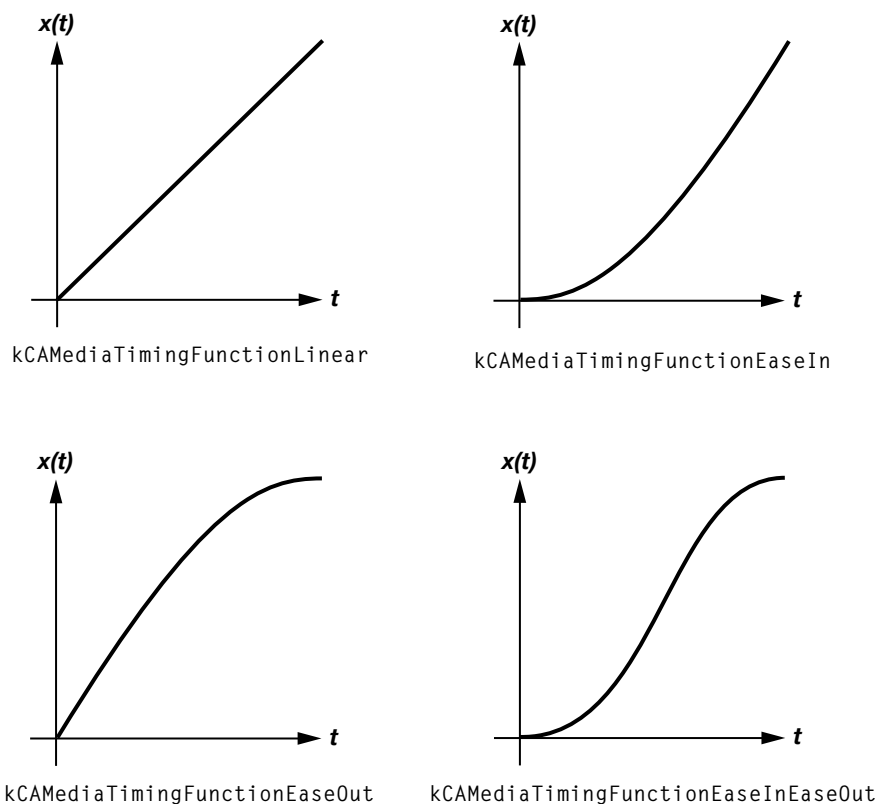 x(t)
t
kCAMediaTimingFunctionLinear
x(t)
t
kCAMediaTimingFunctionEaseIn
x(t)
t
kCAMediaTimingFunctionEaseOut
x(t)
t
kCAMediaTimingFunctionEaseInEaseOut